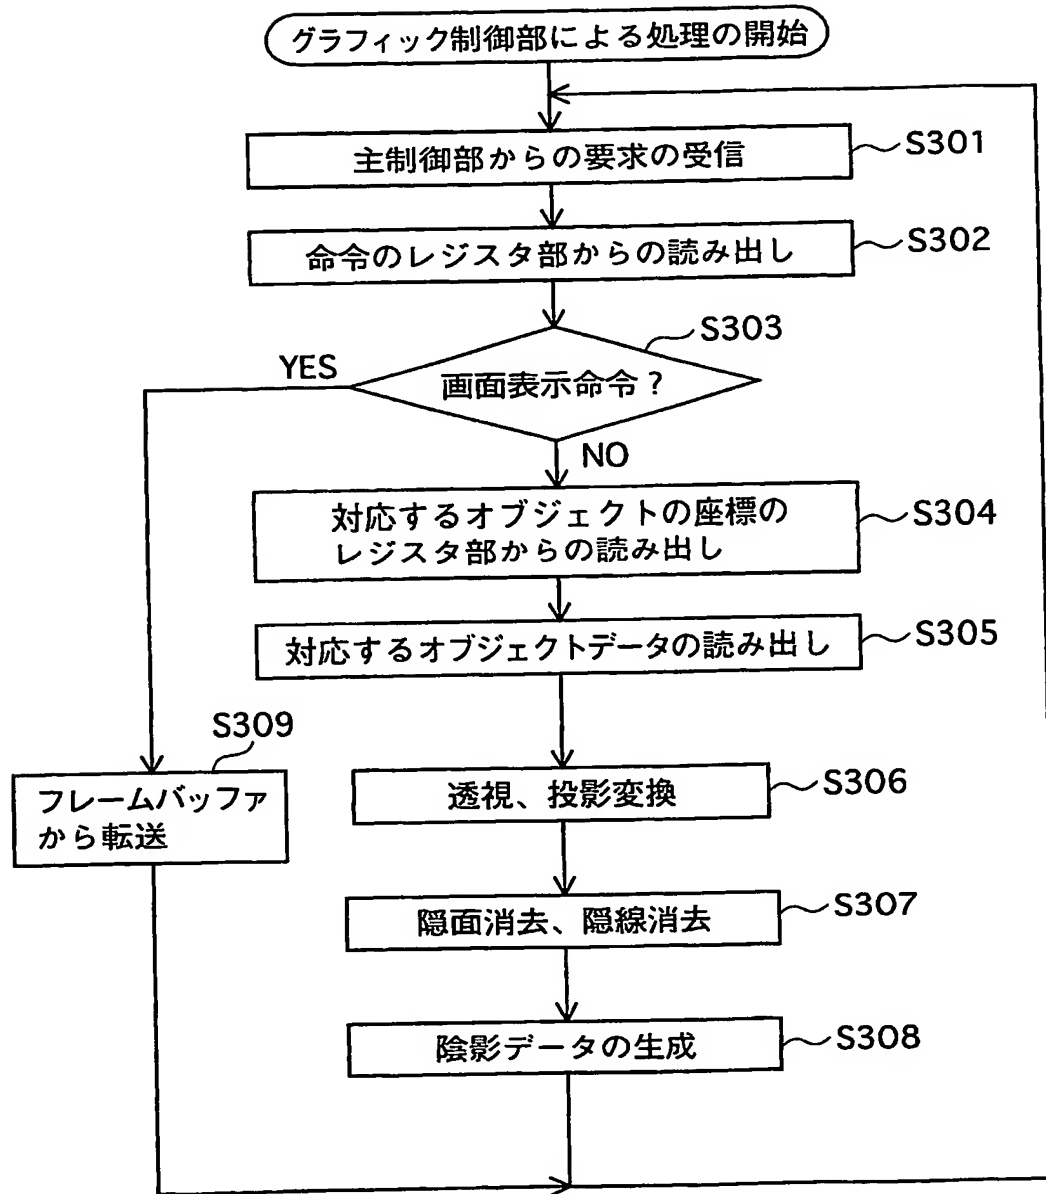 グラフィック制御部による処理の開始
主制御部からの要求の受信
S301
命令のレジスタ部からの読み出し
S302
S303
YES
画面表示命令？
NO
対応するオブジェクトの座標の
レジスタ部からの読み出し
S304
対応するオブジェクトデータの読み出し
S305
S309
フレームバッファ
から転送
透視、投影変換
S306
隠面消去、隠線消去
S307
陰影データの生成
S308